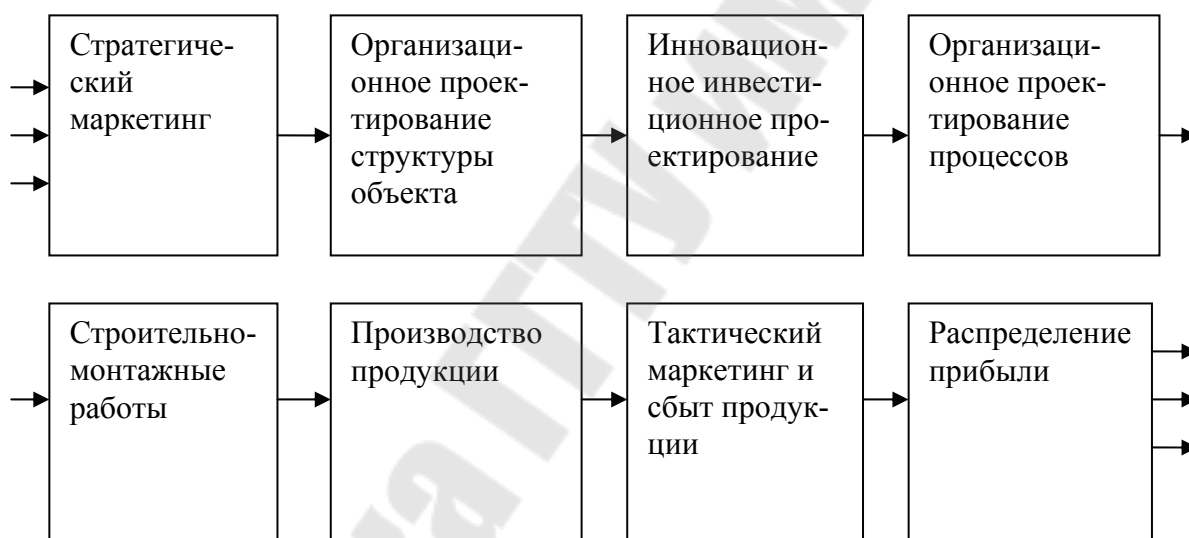 Стратегиче-
ский
маркетинг
Организаци-
онное проек-
тирование
структуры
объекта
Инновацион-
ное инвести-
ционное про-
ектирование
Организаци-
онное проек-
тирование
процессов
Строительно-
монтажные
работы
Производство
продукции
Тактический
маркетинг и
сбыт продук-
ции
Распределение
прибыли